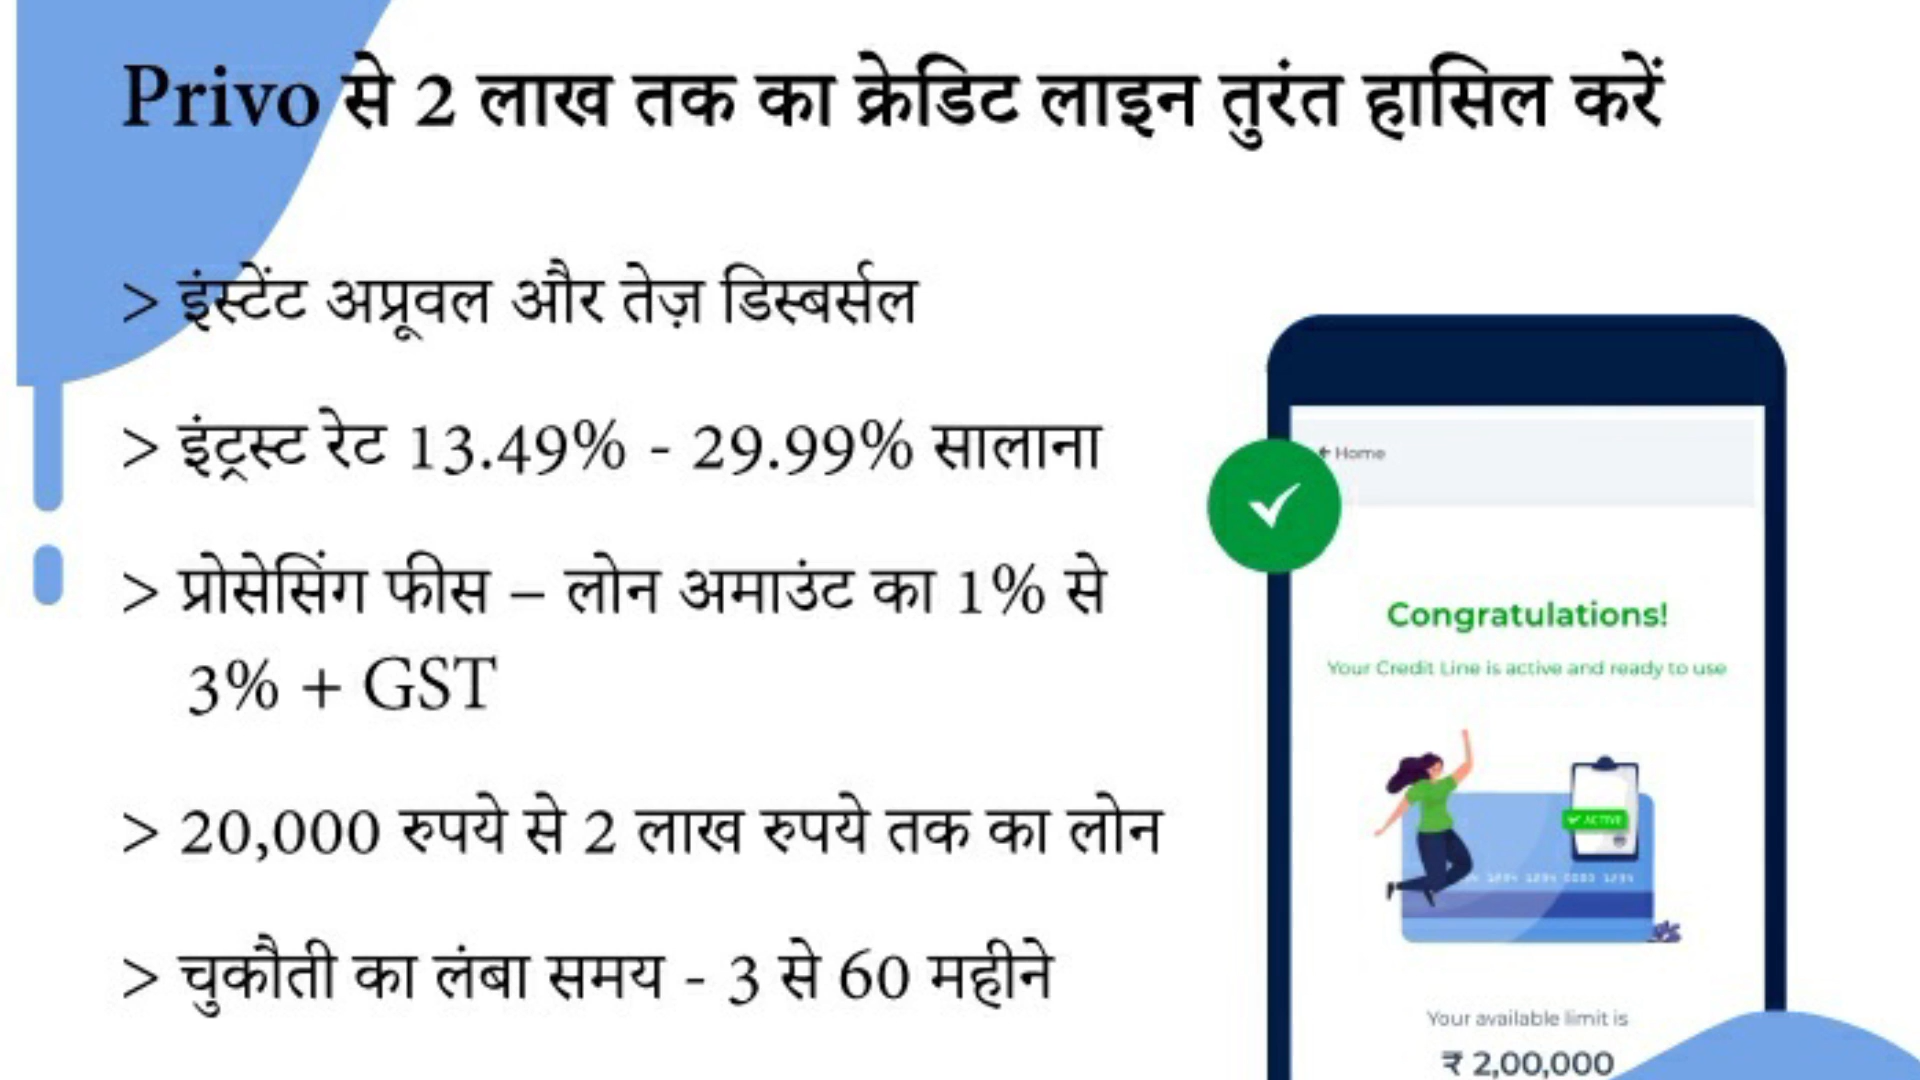 Privo से 2 लाख तक का क्रेडिट लाइन तुरंत हासिल करें
> इंस्टेंट अप्रूवल और तेज़ डिस्बर्सल
> इंट्रस्ट रेट 13.49% - 29.99% सालाना
> प्रोसेसिंग फीस – लोन अमाउंट का 1% से
3% + GST
> 20,000 रुपये से 2 लाख रुपये तक का लोन
> चुकौती का लंबा समय - 3 से 60 महीने
Home
Congratulations!
Your Credit Line is active and ready to use
ACTIVE
Your available limit is
₹ 2,00,000